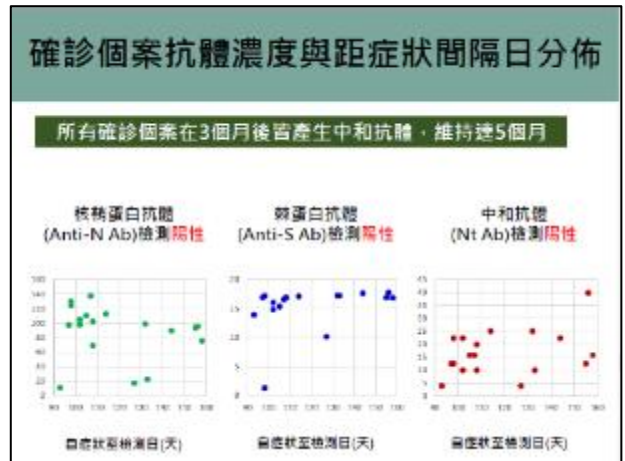 確診個案抗體濃度與距症狀間隔日分佈
所有確診個案在3個月後皆產生中和抗體，維持達5個月
核鞘蛋白抗體
(Anti-N Ab)檢測陽性
棘蛋白抗體
(Anti-S Ab)檢測陽性
中和抗體
(Nt Ab)檢測陽性
自症狀至檢測日(天)
自症狀至檢測日(天)
自症狀至檢測日(天)